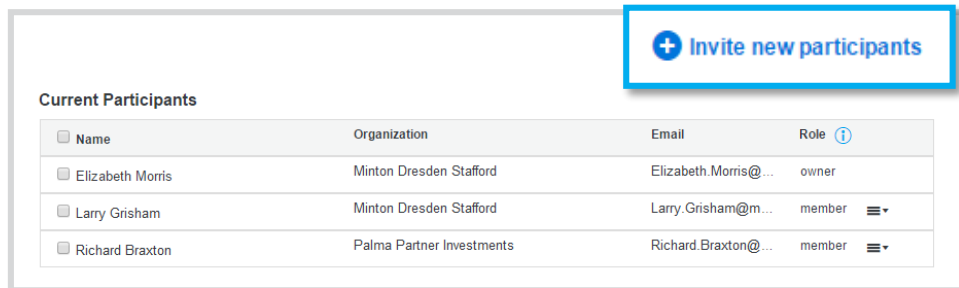 Invite new participants
Current Participants
Name Organization Email Role
Elizabeth Morris Minton Dresden Stafford Elizabeth.Morris@... owner
Larry Grisham Minton Dresden Stafford Larry.Grisham@m... member
Richard Braxton Palma Partner Investments Richard.Braxton@... member